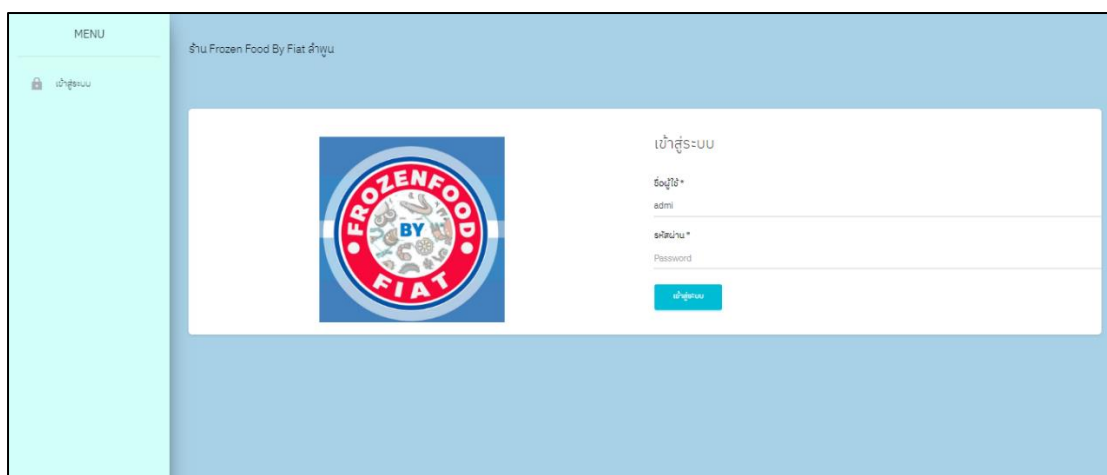 MENU
เข้าสู่ระบบ
ร้าน Frozen Food By Fiat ลำพูน
FROZENFOOD
BY
FIAT
เข้าสู่ระบบ
ชื่อผู้ใช้ *
admi
รหัสผ่าน *
Password
เข้าสู่ระบบ